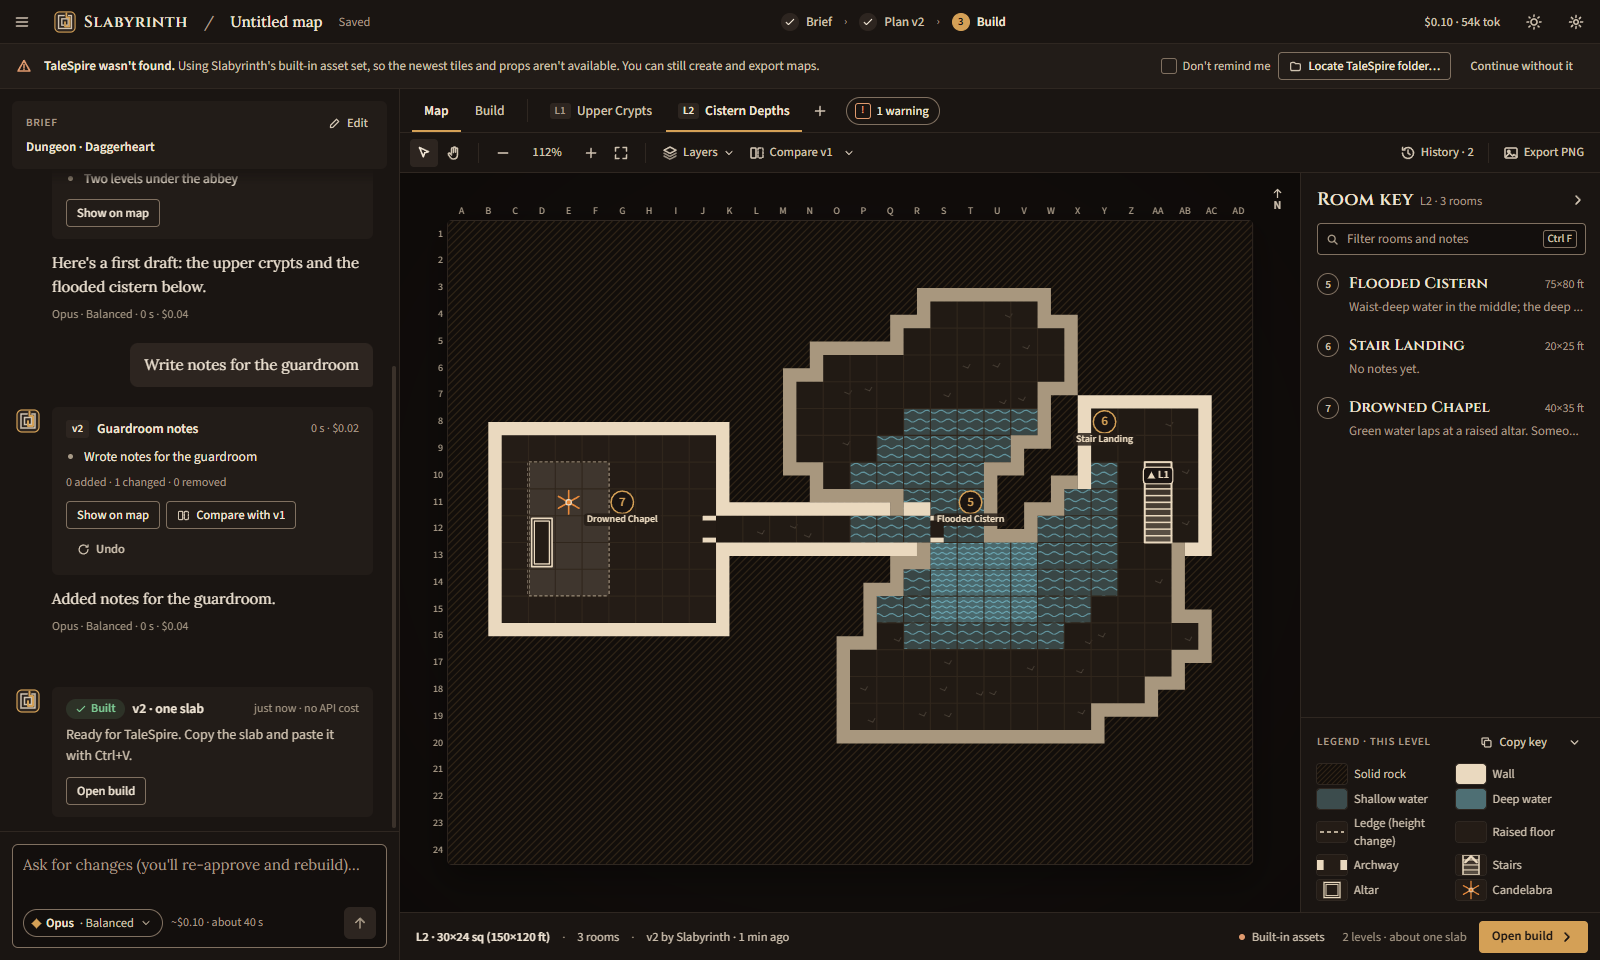 SLABYRINTH / Untitled map Saved
Brief › Plan v2 › 3 Build
$0.10 · 54k tok
TaleSpire wasn't found. Using Slabyrinth's built-in asset set, so the newest tiles and props aren't available. You can still create and export maps.
Don't remind me
Locate TaleSpire folder...
Continue without it
BRIEF
Edit
Dungeon · Daggerheart
Two levels under the abbey
Show on map
Here's a first draft: the upper crypts and the
flooded cistern below.
Opus · Balanced · 0 s · $0.04
Write notes for the guardroom
v2 Guardroom notes 0 s · $0.02
Wrote notes for the guardroom
0 added · 1 changed · 0 removed
Show on map
Compare with v1
Undo
Added notes for the guardroom.
Opus · Balanced · 0 s · $0.04
Built v2 · one slab just now · no API cost
Ready for TaleSpire. Copy the slab and paste it
with Ctrl+V.
Open build
Ask for changes (you'll re-approve and rebuild)...
Opus · Balanced ~$0.10 · about 40 s
Map Build L1 Upper Crypts L2 Cistern Depths + 1 warning
112%
Layers
Compare v1
History · 2
Export PNG
N
A B C D E F G H I J K L M N O P Q R S T U V W X Y Z AA AB AC AD
1
2
3
4
5
6
7
8
9
10
11
12
13
14
15
16
17
18
19
20
21
22
23
24
6
Stair Landing
L1
7
Drowned Chapel
5
Flooded Cistern
ROOM KEY L2 · 3 rooms
Filter rooms and notes Ctrl F
5 FLOODED CISTERN 75×80 ft
Waist-deep water in the middle; the deep ...
6 STAIR LANDING 20×25 ft
No notes yet.
7 DROWNED CHAPEL 40×35 ft
Green water laps at a raised altar. Someo...
LEGEND · THIS LEVEL
Copy key
Solid rock
Wall
Shallow water
Deep water
Ledge (height
change)
Raised floor
Archway
Stairs
Altar
Candelabra
L2 · 30×24 sq (150×120 ft) · 3 rooms · v2 by Slabyrinth · 1 min ago
Built-in assets
2 levels · about one slab
Open build